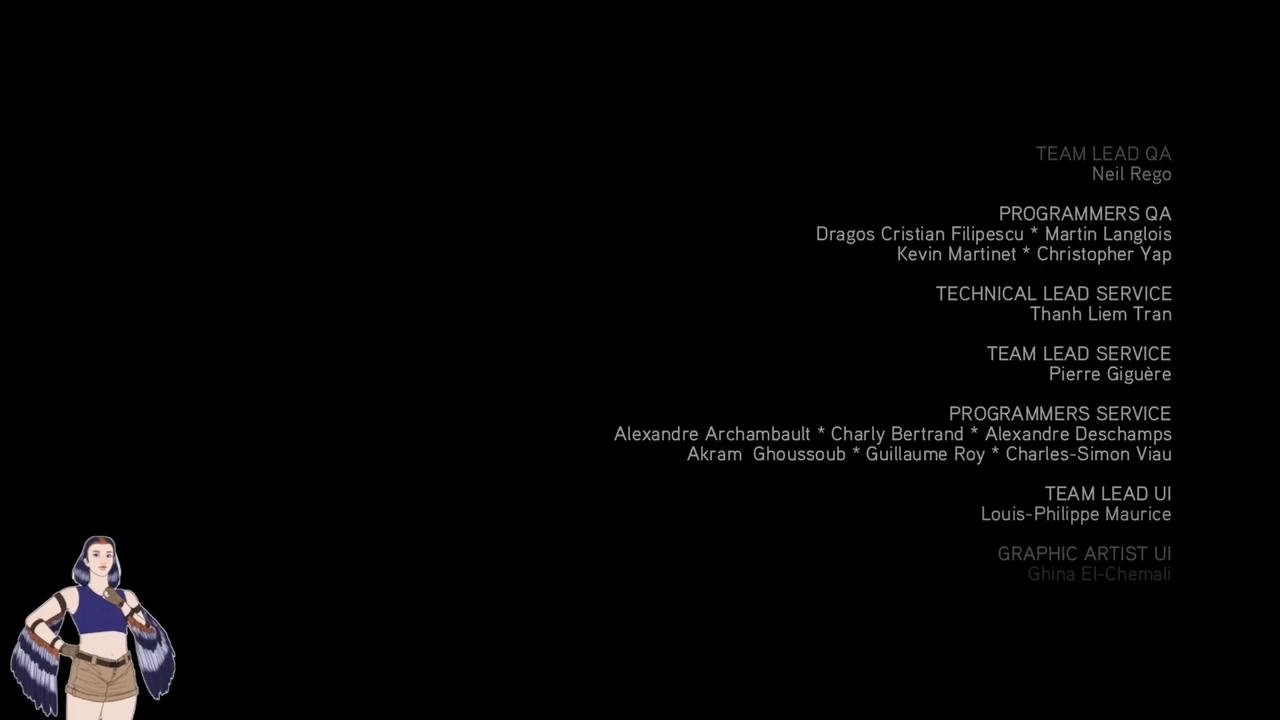 TEAM LEAD QA
Neil Rego
PROGRAMMERS QA
Dragos Cristian Filipescu * Martin Langlois
Kevin Martinet * Christopher Yap
TECHNICAL LEAD SERVICE
Thanh Liem Tran
TEAM LEAD SERVICE
Pierre Giguère
PROGRAMMERS SERVICE
Alexandre Archambault * Charly Bertrand * Alexandre Deschamps
Akram  Ghoussoub * Guillaume Roy * Charles-Simon Viau
TEAM LEAD UI
Louis-Philippe Maurice
GRAPHIC ARTIST UI
Ghina El-Chemali